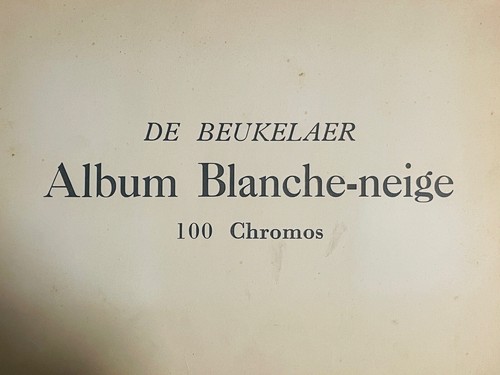 DE BEUKELAER
Album Blanche-neige
100 Chromos